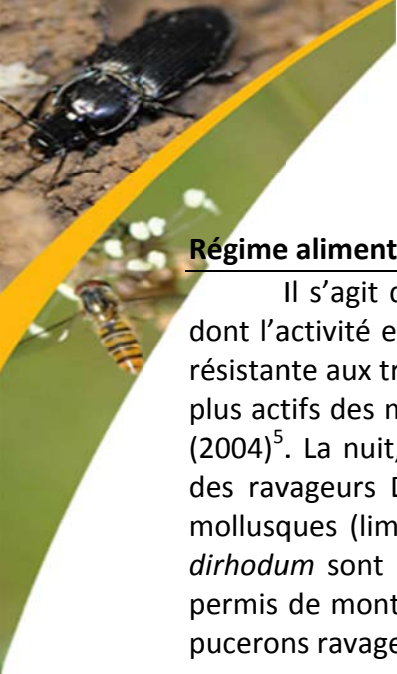 Régime aliment
Il s’agit d
dont l’activité e
résistante aux tr
plus actifs des n
(2004)⁵. La nuit,
des ravageurs D
mollusques (lim
dirhodum sont
permis de mont
pucerons ravage